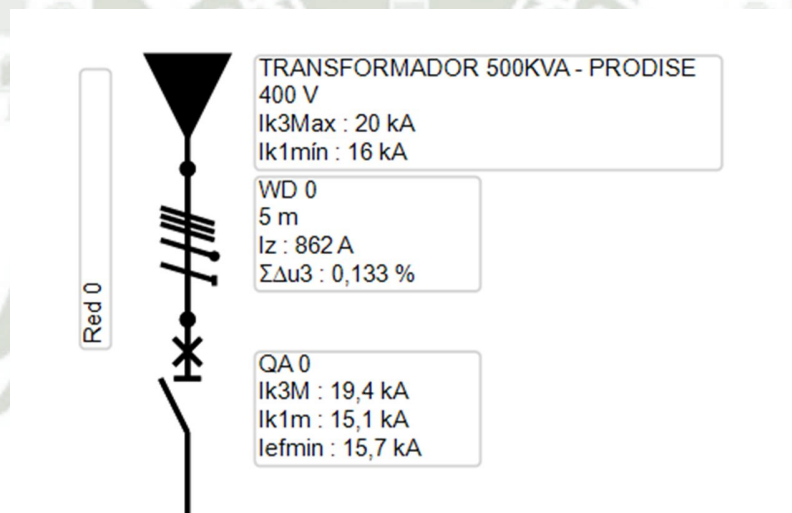 TRANSFORMADOR 500KVA - PRODISE
400 V
Ik3Max : 20 kA
Ik1mín : 16 kA
WD 0
5 m
Iz : 862 A
ΣΔu3 : 0,133 %
Red 0
QA 0
Ik3M : 19,4 kA
Ik1m : 15,1 kA
Iefmin : 15,7 kA